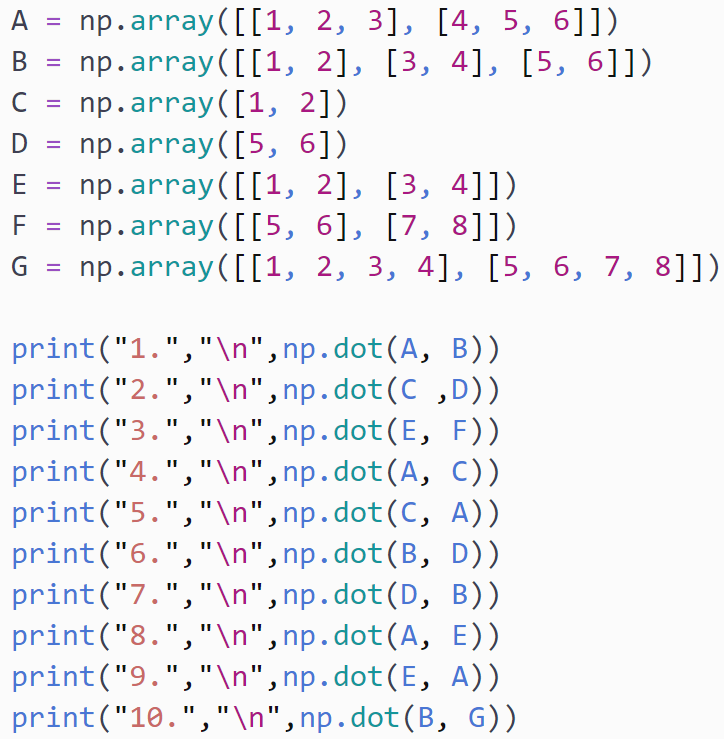 A = np.array([[1, 2, 3], [4, 5, 6]])
B = np.array([[1, 2], [3, 4], [5, 6]])
C = np.array([1, 2])
D = np.array([5, 6])
E = np.array([[1, 2], [3, 4]])
F = np.array([[5, 6], [7, 8]])
G = np.array([[1, 2, 3, 4], [5, 6, 7, 8]])
print("1.","\n",np.dot(A, B))
print("2.","\n",np.dot(C ,D))
print("3.","\n",np.dot(E, F))
print("4.","\n",np.dot(A, C))
print("5.","\n",np.dot(C, A))
print("6.","\n",np.dot(B, D))
print("7.","\n",np.dot(D, B))
print("8.","\n",np.dot(A, E))
print("9.","\n",np.dot(E, A))
print("10.","\n",np.dot(B, G))